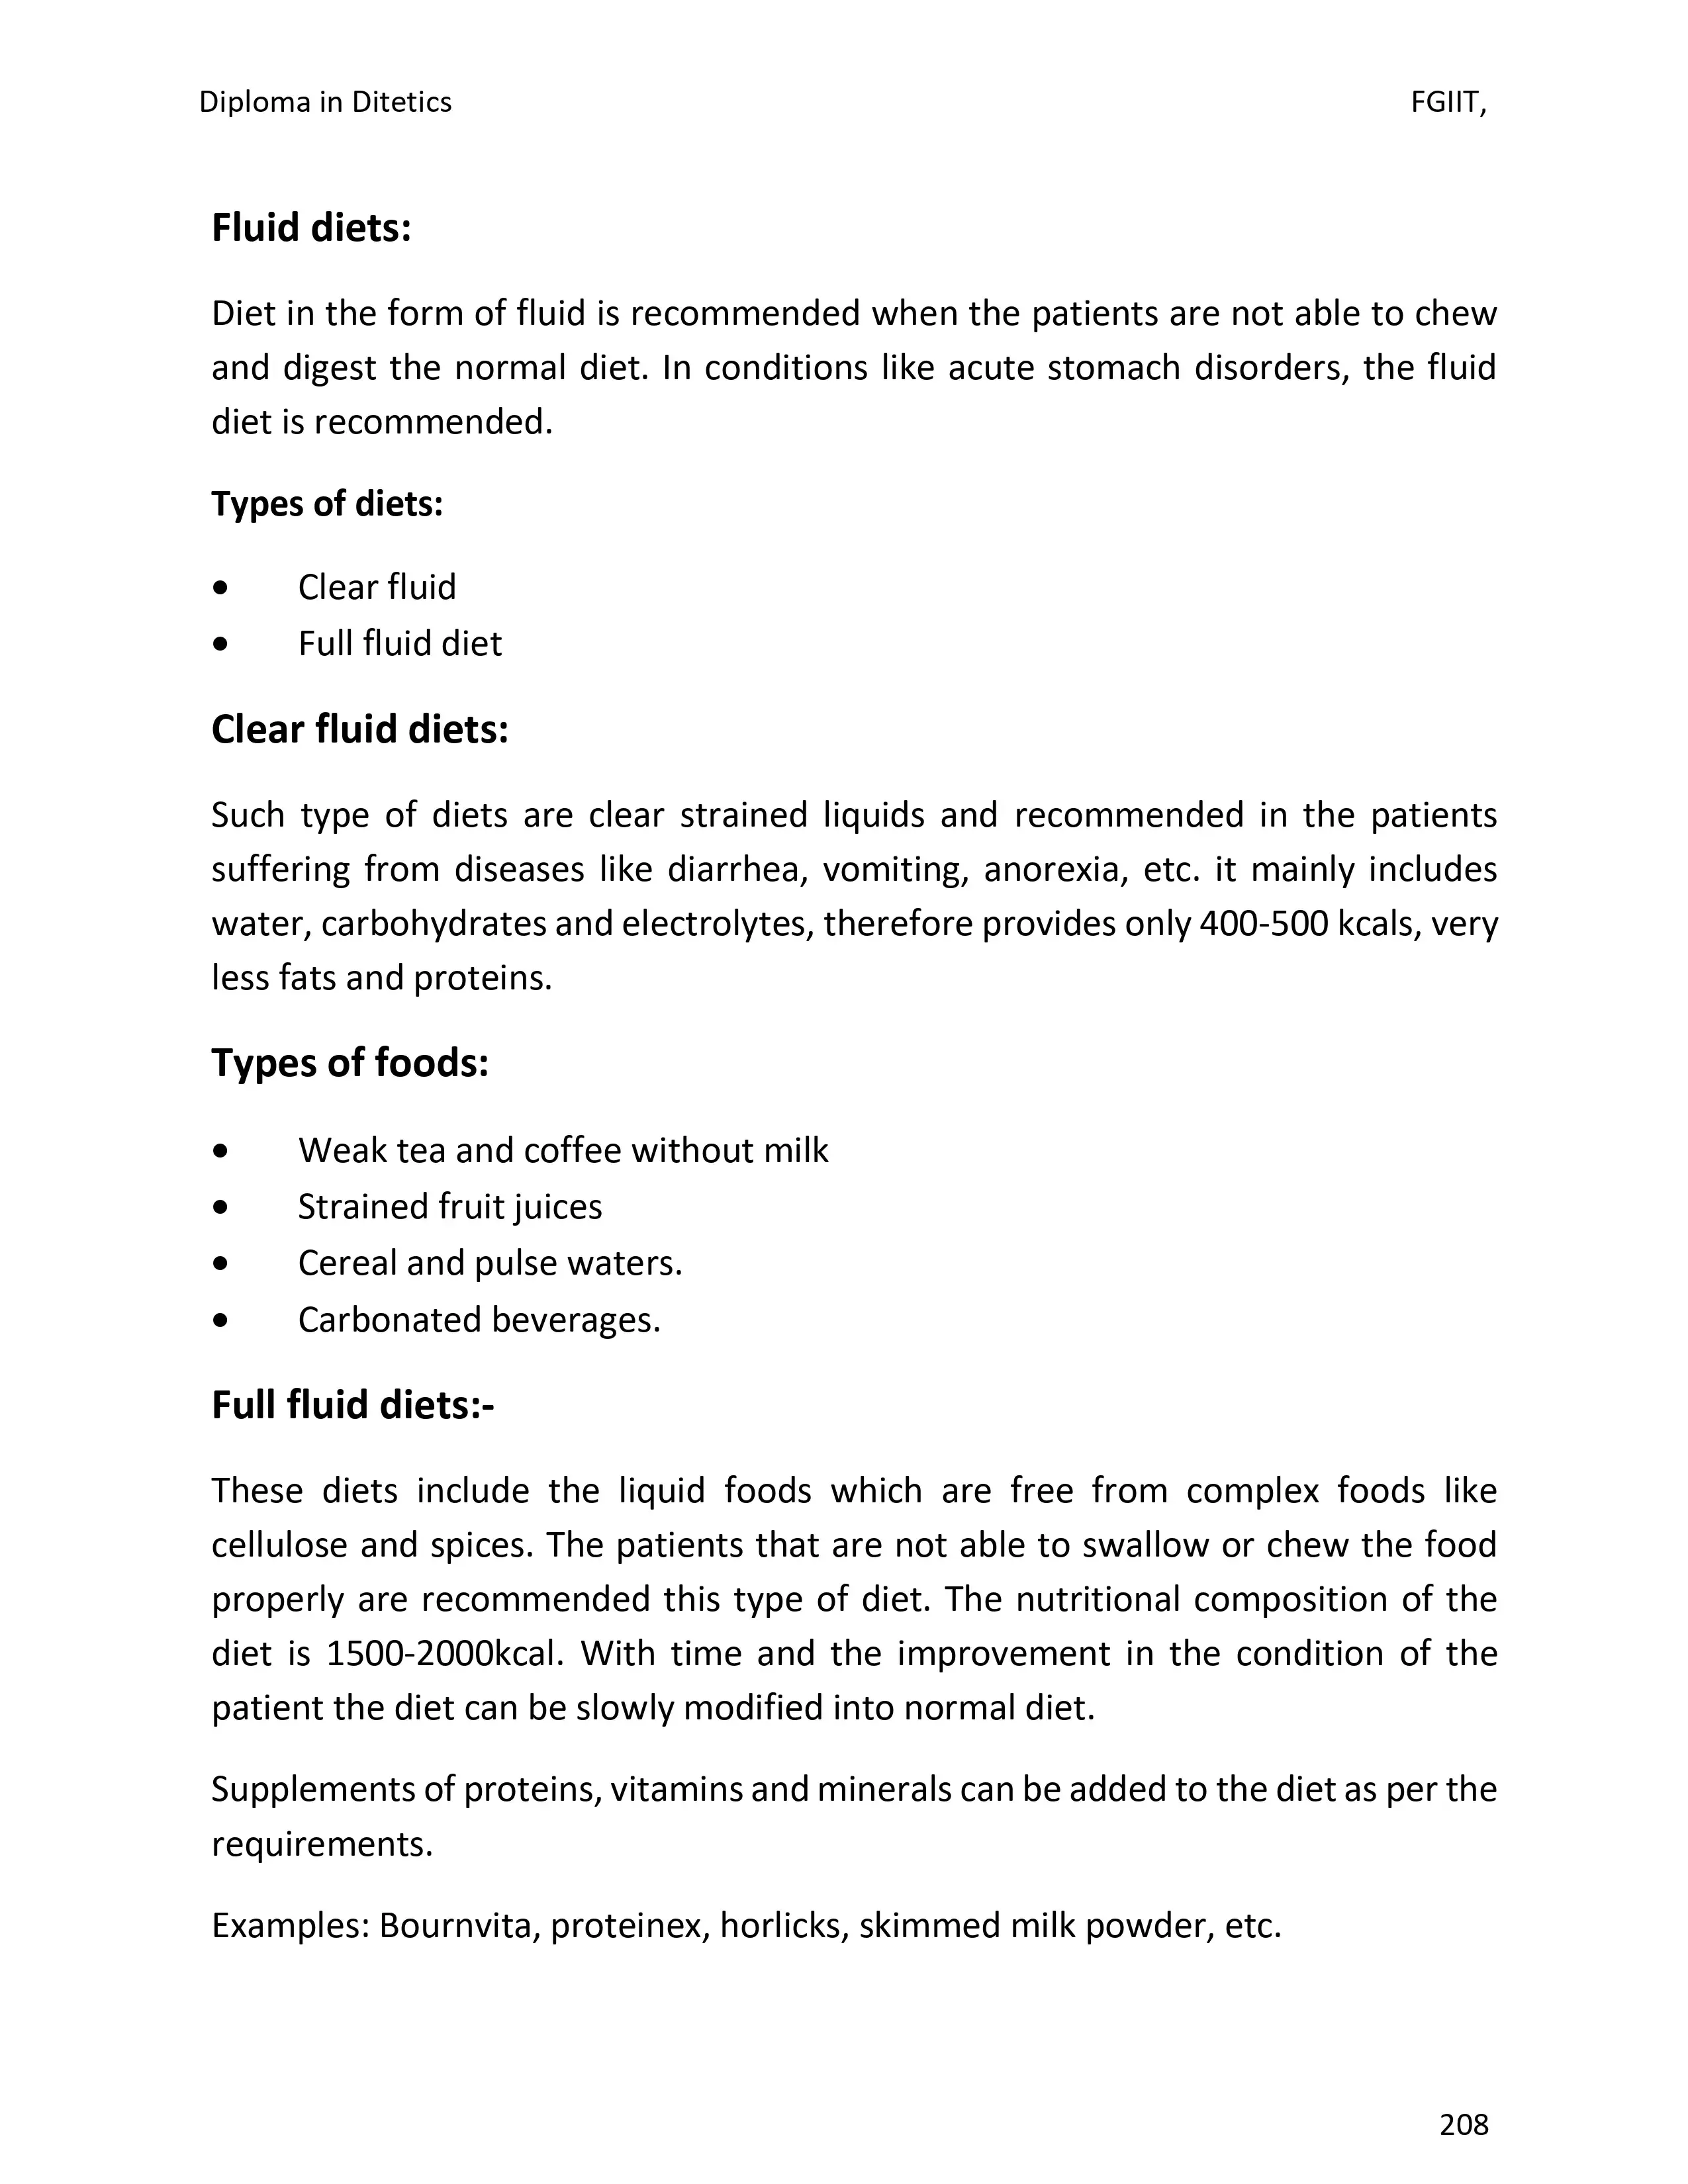 Diploma in Ditetics FGIIT,
Fluid diets:
Diet in the form of fluid is recommended when the patients are not able to chew
and digest the normal diet. In conditions like acute stomach disorders, the fluid
diet is recommended.
Types of diets:
• Clear fluid
• Full fluid diet
Clear fluid diets:
Such type of diets are clear strained liquids and recommended in the patients
suffering from diseases like diarrhea, vomiting, anorexia, etc. it mainly includes
water, carbohydrates and electrolytes, therefore provides only 400-500 kcals, very
less fats and proteins.
Types of foods:
• Weak tea and coffee without milk
• Strained fruit juices
• Cereal and pulse waters.
• Carbonated beverages.
Full fluid diets:-
These diets include the liquid foods which are free from complex foods like
cellulose and spices. The patients that are not able to swallow or chew the food
properly are recommended this type of diet. The nutritional composition of the
diet is 1500-2000kcal. With time and the improvement in the condition of the
patient the diet can be slowly modified into normal diet.
Supplements of proteins, vitamins and minerals can be added to the diet as per the
requirements.
Examples: Bournvita, proteinex, horlicks, skimmed milk powder, etc.
208